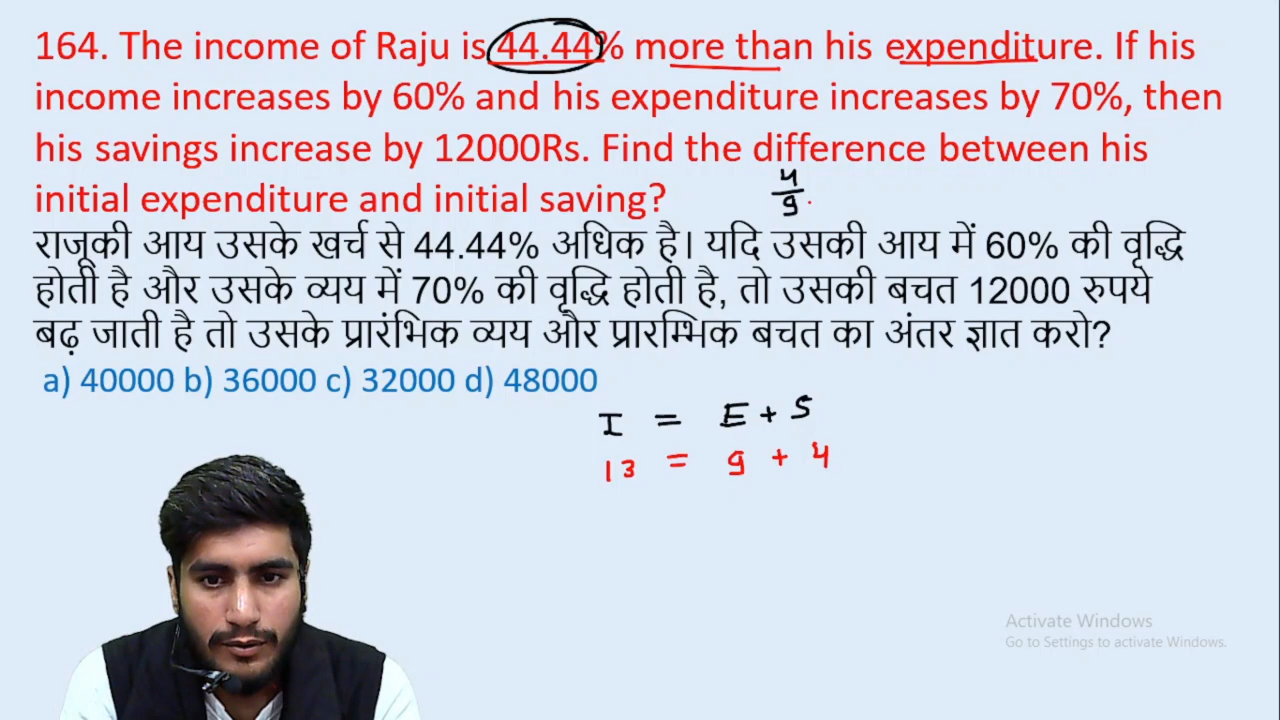 164. The income of Raju is 44.44% more than his expenditure. If his
income increases by 60% and his expenditure increases by 70%, then
his savings increase by 12000Rs. Find the difference between his
initial expenditure and initial saving?
4
9
राजूकी आय उसके खर्च से 44.44% अधिक है। यदि उसकी आय में 60% की वृद्धि
होती है और उसके व्यय में 70% की वृद्धि होती है, तो उसकी बचत 12000 रुपये
बढ़ जाती है तो उसके प्रारंभिक व्यय और प्रारम्भिक बचत का अंतर ज्ञात करो?
a) 40000 b) 36000 c) 32000 d) 48000
I = E + S
13 = 9 + 4
Activate Windows
Go to Settings to activate Windows.